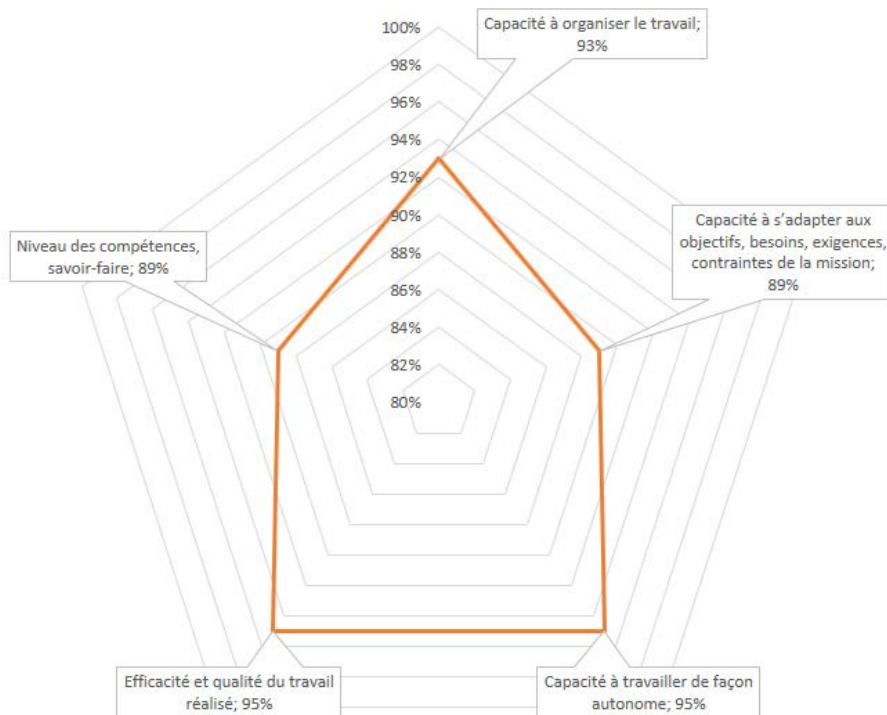 Capacité à organiser le travail;
93%
100%
98%
96%
94%
92%
90%
88%
86%
84%
82%
80%
Capacité à s’adapter aux
objectifs, besoins, exigences,
contraintes de la mission;
89%
Niveau des compétences,
savoir-faire; 89%
Efficacité et qualité du travail
réalisé; 95%
Capacité à travailler de façon
autonome; 95%